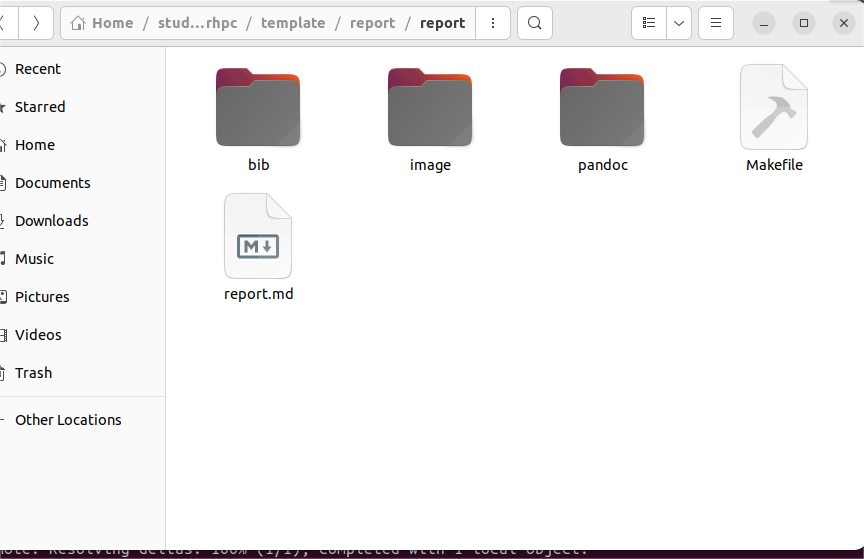 Home / stud...rhpc / template / report / report
Recent
Starred
Home
Documents
Downloads
Music
Pictures
Videos
Trash
Other Locations
bib
image
pandoc
Makefile
M
report.md
mote: Resolving deltas: 100% (1/1), completed with 1 local object.